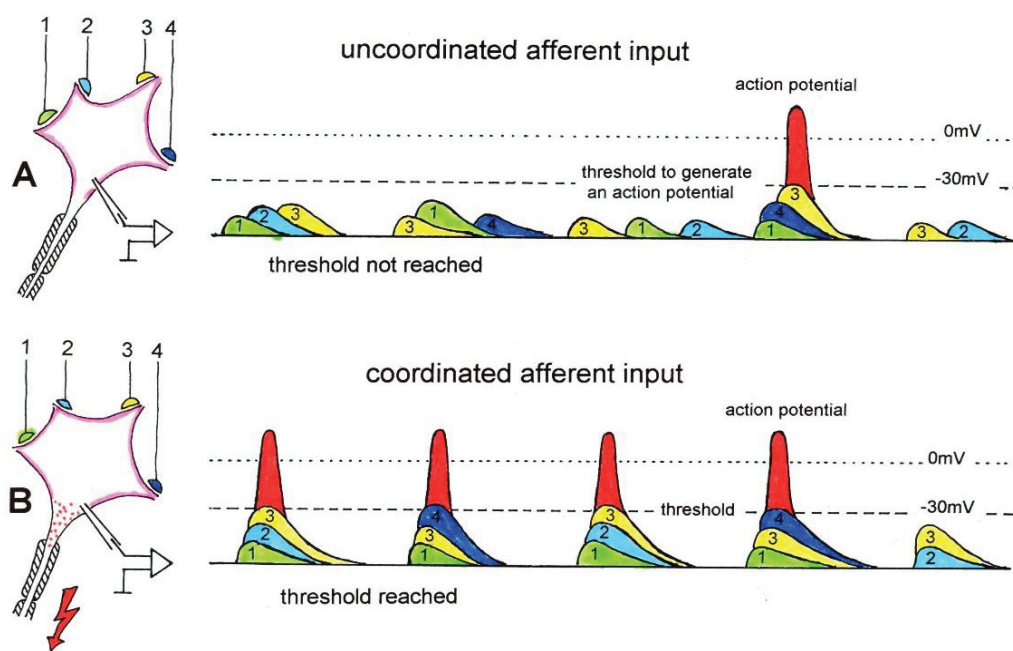 1 2 3 4
uncoordinated afferent input
action potential
0mV
A
threshold to generate
an action potential
-30mV
1 2 3
3 1 4
3 1 2
3
4
1
3 2
threshold not reached
1 2 3 4
coordinated afferent input
action potential
0mV
B
threshold
-30mV
3
2
1
4
3
1
3
2
1
4
3
1
3
2
threshold reached